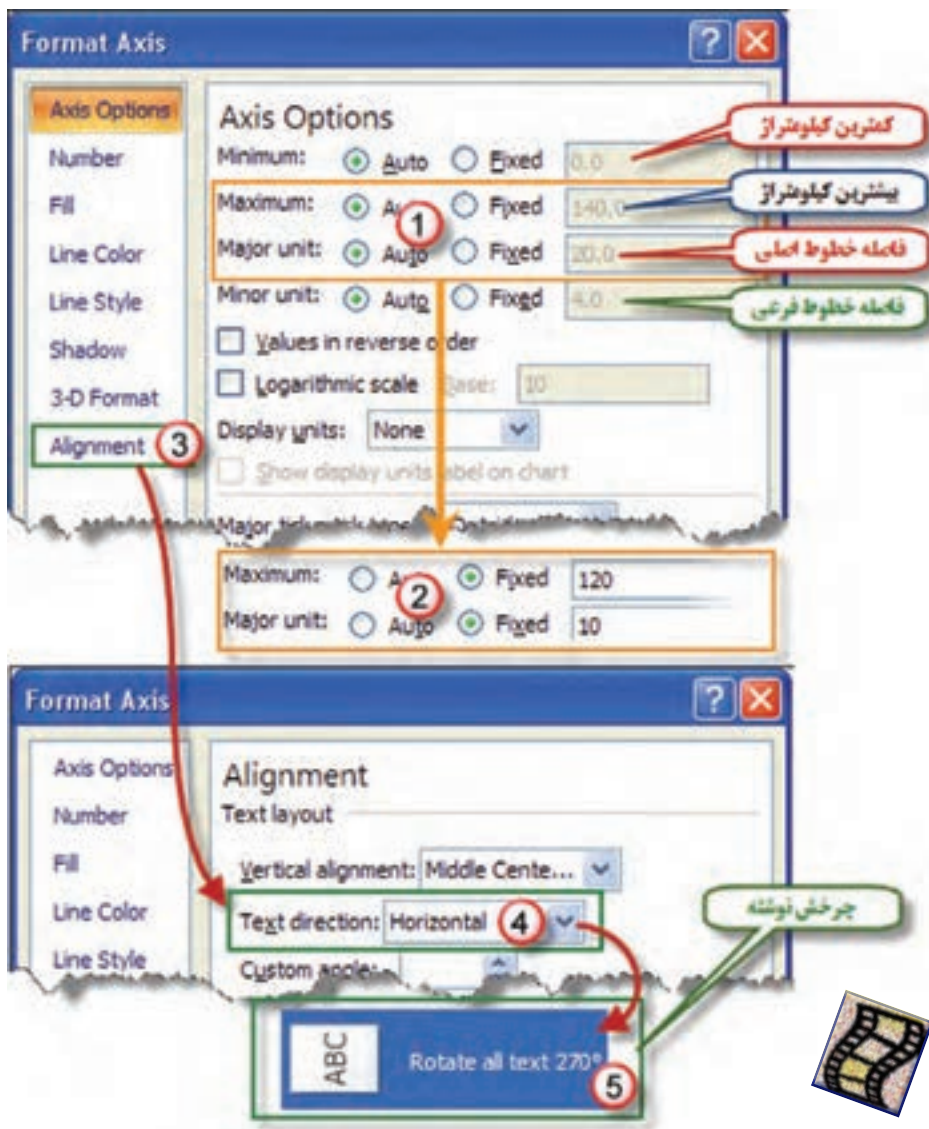 Format Axis
Axis Options
Number
Fill
Line Color
Line Style
Shadow
3-D Format
Alignment 3
Axis Options
Minimum: Auto Fixed 0.0
کمترین کیلومتراژ
Maximum: Fixed 140.0
بیشترین کیلومتراژ
1
Major unit: Auto Fixed 20.0
فاصله خطوط اصلی
Minor unit: Auto Fixed 4.0
فاصله خطوط فرعی
Values in reverse order
Logarithmic scale Base: 10
Display units: None
Show display units label on chart
Maximum: Fixed 120
2
Major unit: Auto Fixed 10
Format Axis
Axis Options
Number
Fill
Line Color
Line Style
Alignment
Text layout
Vertical alignment: Middle Cente...
Text direction: Horizontal 4
چرخش نوشته
Custom angle:
ABC
Rotate all text 270°
5